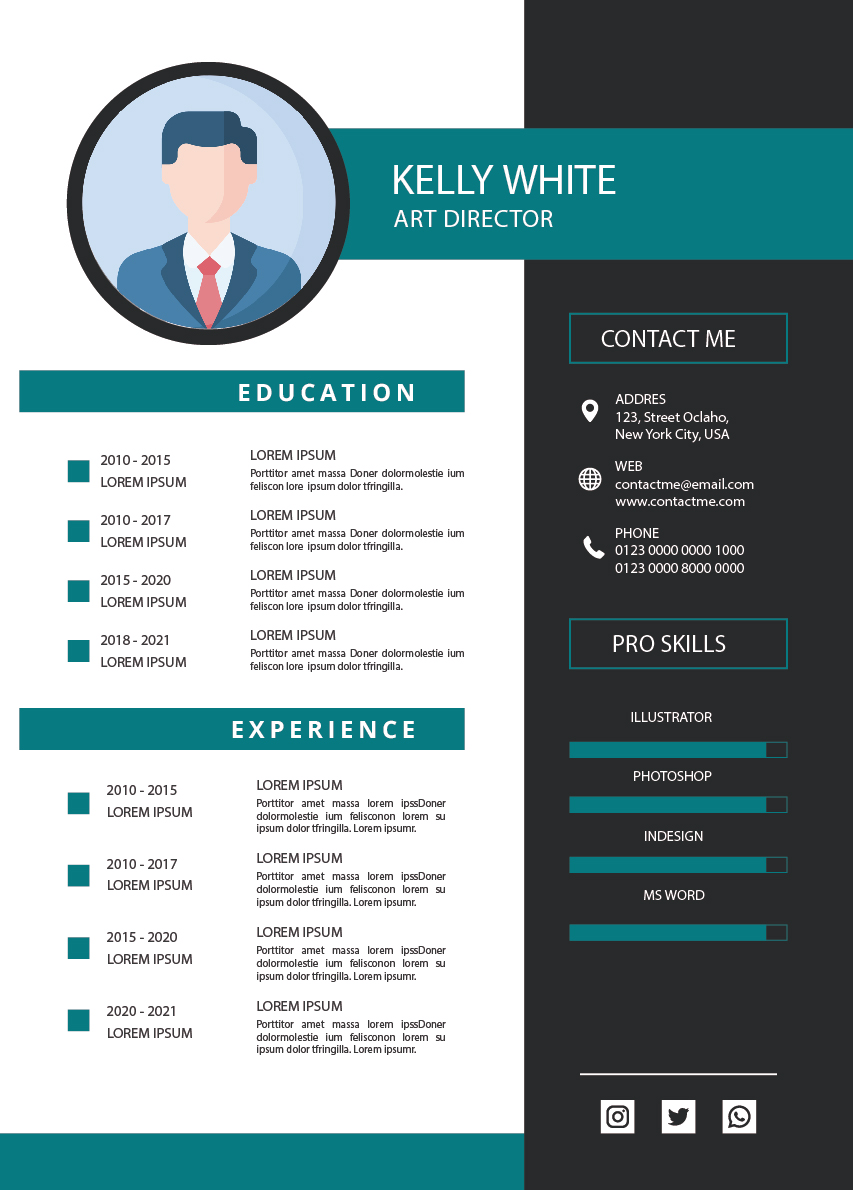 KELLY WHITE
ART DIRECTOR
EDUCATION
2010 - 2015
LOREM IPSUM
LOREM IPSUM
Porttitor amet massa Doner dolormolestie ium
feliscon lore ipsum dolor tfringilla.
2010 - 2017
LOREM IPSUM
LOREM IPSUM
Porttitor amet massa Doner dolormolestie ium
feliscon lore ipsum dolor tfringilla.
2015 - 2020
LOREM IPSUM
LOREM IPSUM
Porttitor amet massa Doner dolormolestie ium
feliscon lore ipsum dolor tfringilla.
2018 - 2021
LOREM IPSUM
LOREM IPSUM
Porttitor amet massa Doner dolormolestie ium
feliscon lore ipsum dolor tfringilla.
EXPERIENCE
2010 - 2015
LOREM IPSUM
LOREM IPSUM
Porttitor amet massa lorem ipssDoner
dolormolestie ium felisconon lorem su
ipsum dolor tfringilla. Lorem ipsumr.
2010 - 2017
LOREM IPSUM
LOREM IPSUM
Porttitor amet massa lorem ipssDoner
dolormolestie ium felisconon lorem su
ipsum dolor tfringilla. Lorem ipsumr.
2015 - 2020
LOREM IPSUM
LOREM IPSUM
Porttitor amet massa lorem ipssDoner
dolormolestie ium felisconon lorem su
ipsum dolor tfringilla. Lorem ipsumr.
2020 - 2021
LOREM IPSUM
LOREM IPSUM
Porttitor amet massa lorem ipssDoner
dolormolestie ium felisconon lorem su
ipsum dolor tfringilla. Lorem ipsumr.
CONTACT ME
ADDRES
123, Street Oclaho,
New York City, USA
WEB
contactme@email.com
www.contactme.com
PHONE
0123 0000 0000 1000
0123 0000 8000 0000
PRO SKILLS
ILLUSTRATOR
PHOTOSHOP
INDESIGN
MS WORD